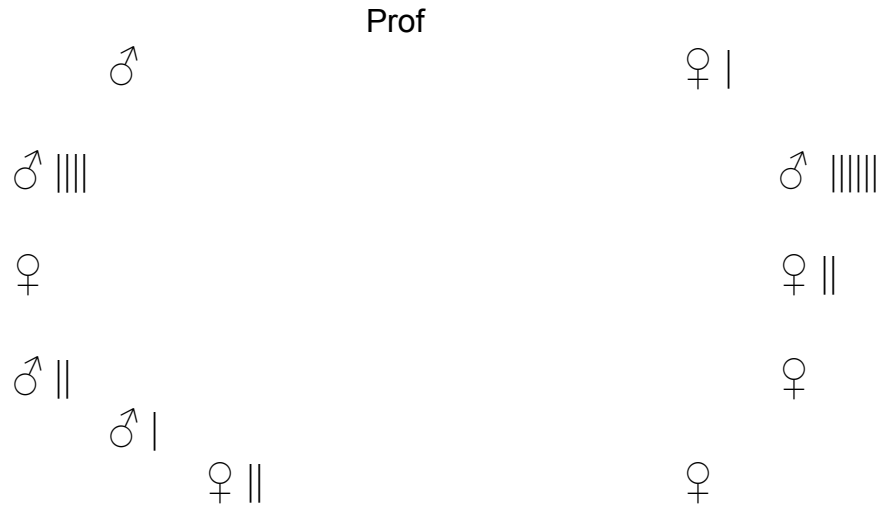 Prof
♂ ♀ |
♂ |||| ♂ ||||||
♀ ♀ ||
♂ || ♀
♂ |
♀ || ♀